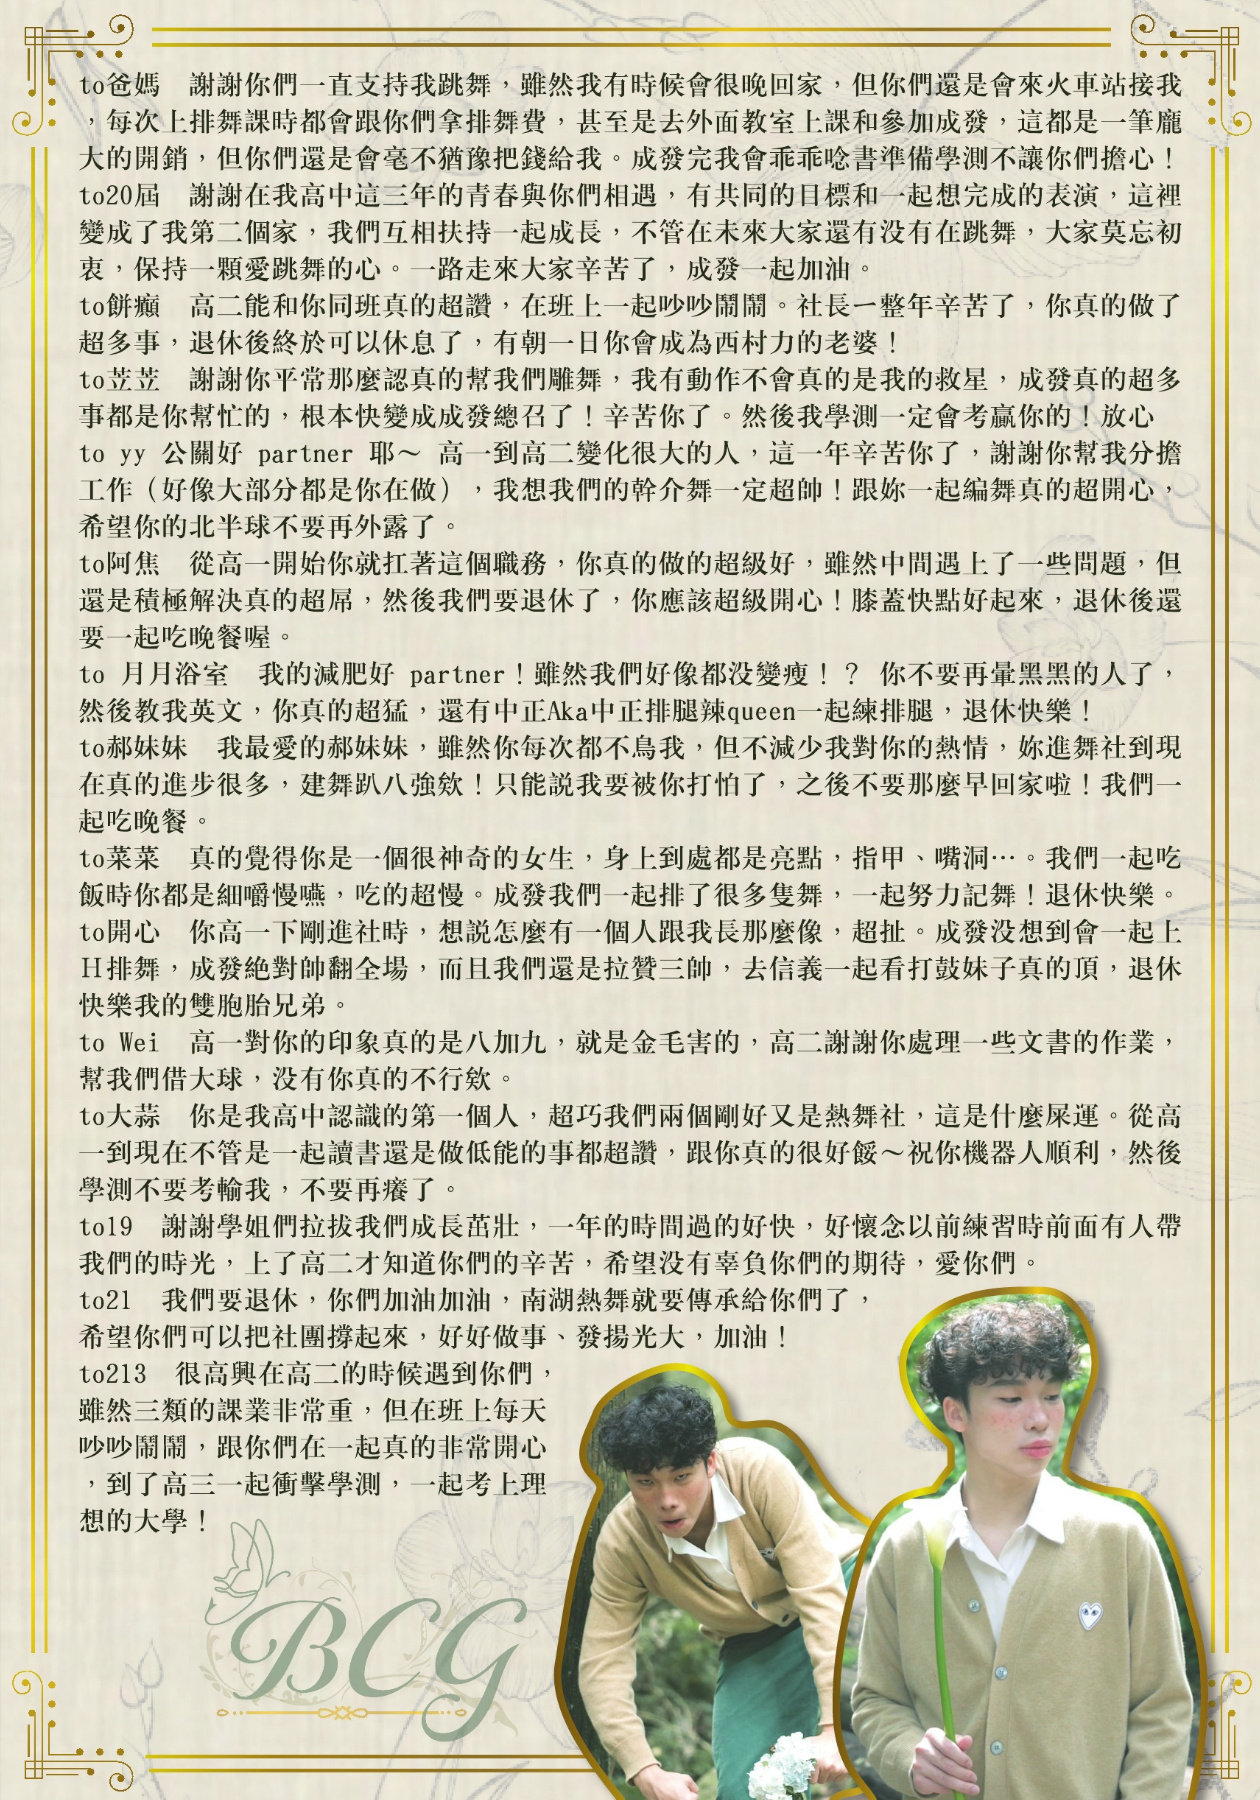 to爸媽　謝謝你們一直支持我跳舞，雖然我有時候會很晚回家，但你們還是會來火車站接我
，每次上排舞課時都會跟你們拿排舞費，甚至是去外面教室上課和參加成發，這都是一筆龐
大的開銷，但你們還是會毫不猶豫把錢給我。成發完我會乖乖唸書準備學測不讓你們擔心！
to20屆　謝謝在我高中這三年的青春與你們相遇，有共同的目標和一起想完成的表演，這裡
變成了我第二個家，我們互相扶持一起成長，不管在未來大家還有沒有在跳舞，大家莫忘初
衷，保持一顆愛跳舞的心。一路走來大家辛苦了，成發一起加油。
to餅癲　高二能和你同班真的超讚，在班上一起吵吵鬧鬧。社長ㄧ整年辛苦了，你真的做了
超多事，退休後終於可以休息了，有朝一日你會成為西村力的老婆！
to苙苙　謝謝你平常那麼認真的幫我們雕舞，我有動作不會真的是我的救星，成發真的超多
事都是你幫忙的，根本快變成成發總召了！辛苦你了。然後我學測一定會考贏你的！放心
to yy 公關好 partner 耶～ 高一到高二變化很大的人，這一年辛苦你了，謝謝你幫我分擔
工作（好像大部分都是你在做），我想我們的幹介舞一定超帥！跟妳一起編舞真的超開心，
希望你的北半球不要再外露了。
to阿焦　從高一開始你就扛著這個職務，你真的做的超級好，雖然中間遇上了一些問題，但
還是積極解決真的超屌，然後我們要退休了，你應該超級開心！膝蓋快點好起來，退休後還
要一起吃晚餐喔。
to 月月浴室　我的減肥好 partner！雖然我們好像都沒變瘦！？ 你不要再暈黑黑的人了，
然後教我英文，你真的超猛，還有中正Aka中正排腿辣queen一起練排腿，退休快樂！
to郝妹妹　我最愛的郝妹妹，雖然你每次都不鳥我，但不減少我對你的熱情，妳進舞社到現
在真的進步很多，建舞趴八強欸！只能說我要被你打怕了，之後不要那麼早回家啦！我們一
起吃晚餐。
to菜菜　真的覺得你是一個很神奇的女生，身上到處都是亮點，指甲、嘴洞…。我們一起吃
飯時你都是細嚼慢嚥，吃的超慢。成發我們一起排了很多隻舞，一起努力記舞！退休快樂。
to開心　你高一下剛進社時，想說怎麼有一個人跟我長那麼像，超扯。成發沒想到會一起上
Ｈ排舞，成發絕對帥翻全場，而且我們還是拉贊三帥，去信義一起看打鼓妹子真的頂，退休
快樂我的雙胞胎兄弟。
to Wei　高一對你的印象真的是八加九，就是金毛害的，高二謝謝你處理一些文書的作業，
幫我們借大球，沒有你真的不行欸。
to大蒜　你是我高中認識的第一個人，超巧我們兩個剛好又是熱舞社，這是什麼屎運。從高
一到現在不管是一起讀書還是做低能的事都超讚，跟你真的很好餒～祝你機器人順利，然後
學測不要考輸我，不要再癢了。
to19　謝謝學姐們拉拔我們成長茁壯，一年的時間過的好快，好懷念以前練習時前面有人帶
我們的時光，上了高二才知道你們的辛苦，希望沒有辜負你們的期待，愛你們。
to21　我們要退休，你們加油加油，南湖熱舞就要傳承給你們了，
希望你們可以把社團撐起來，好好做事、發揚光大，加油！
to213　很高興在高二的時候遇到你們，
雖然三類的課業非常重，但在班上每天
吵吵鬧鬧，跟你們在一起真的非常開心
，到了高三一起衝擊學測，一起考上理
想的大學！
BCG